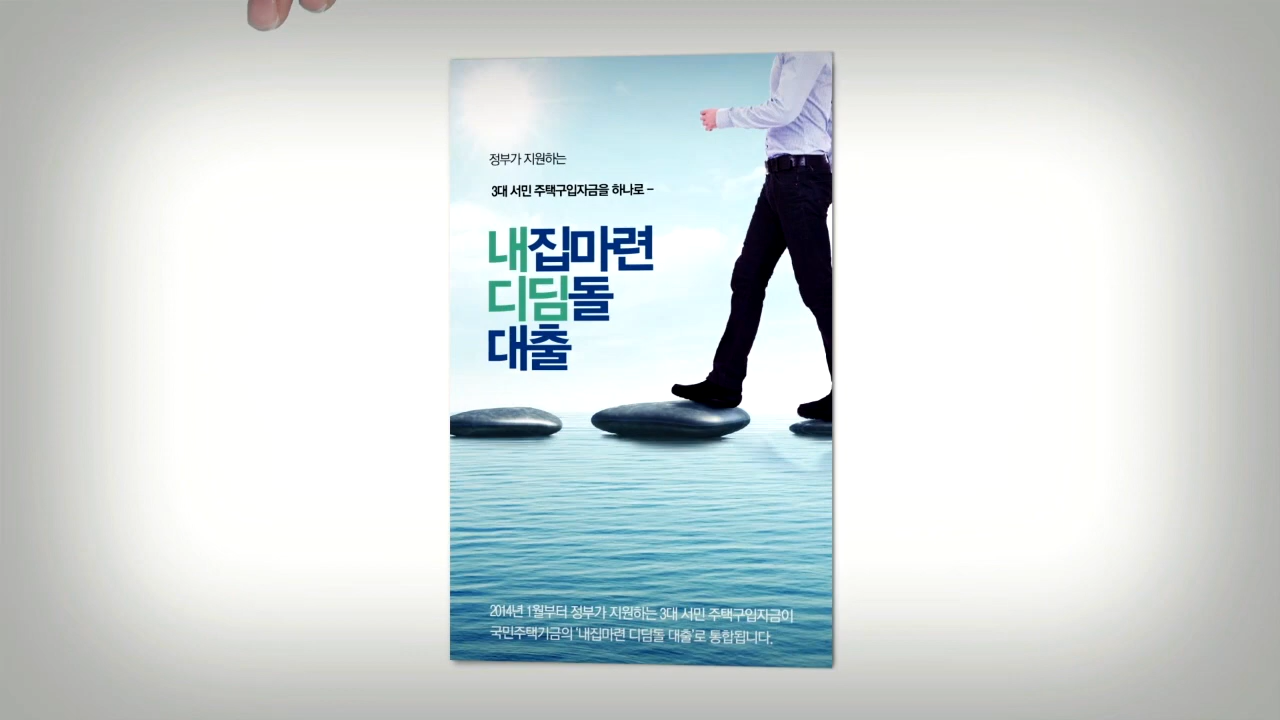 정부가 지원하는
3대 서민 주택구입자금을 하나로 –
내집마련
디딤돌
대출
2014년 1월부터 정부가 지원하는 3대 서민 주택구입자금이
국민주택기금의 '내집마련 디딤돌 대출'로 통합됩니다.